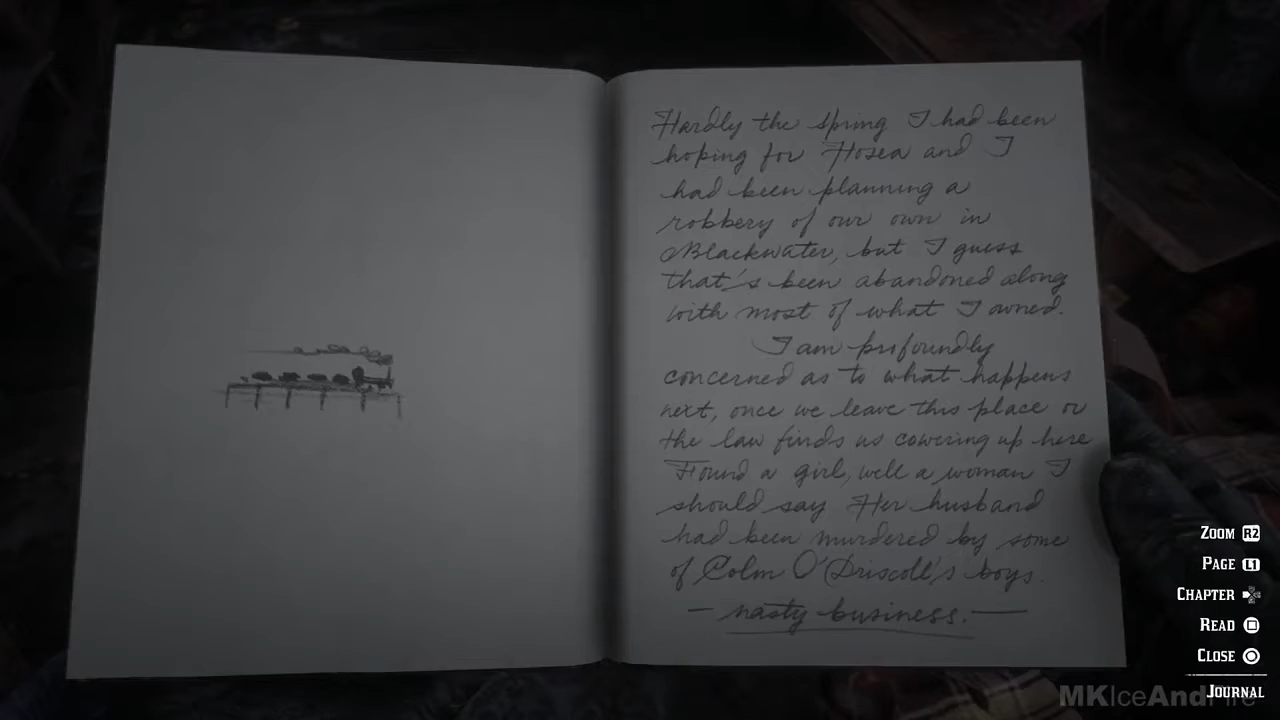 Hardly the spring I had been
hoping for Hosea and I
had been planning a
robbery of our own in
Blackwater, but I guess
that's been abandoned along
with most of what I owned.
I am profoundly
concerned as to what happens
next, once we leave this place or
the law finds us cowering up here
Found a girl, well a woman I
should say Her husband
had been murdered by some
of Colm O'Driscoll's boys.
— nasty business. —
ZOOM R2
PAGE L1
CHAPTER
READ
CLOSE
JOURNAL
MKIceAndFire